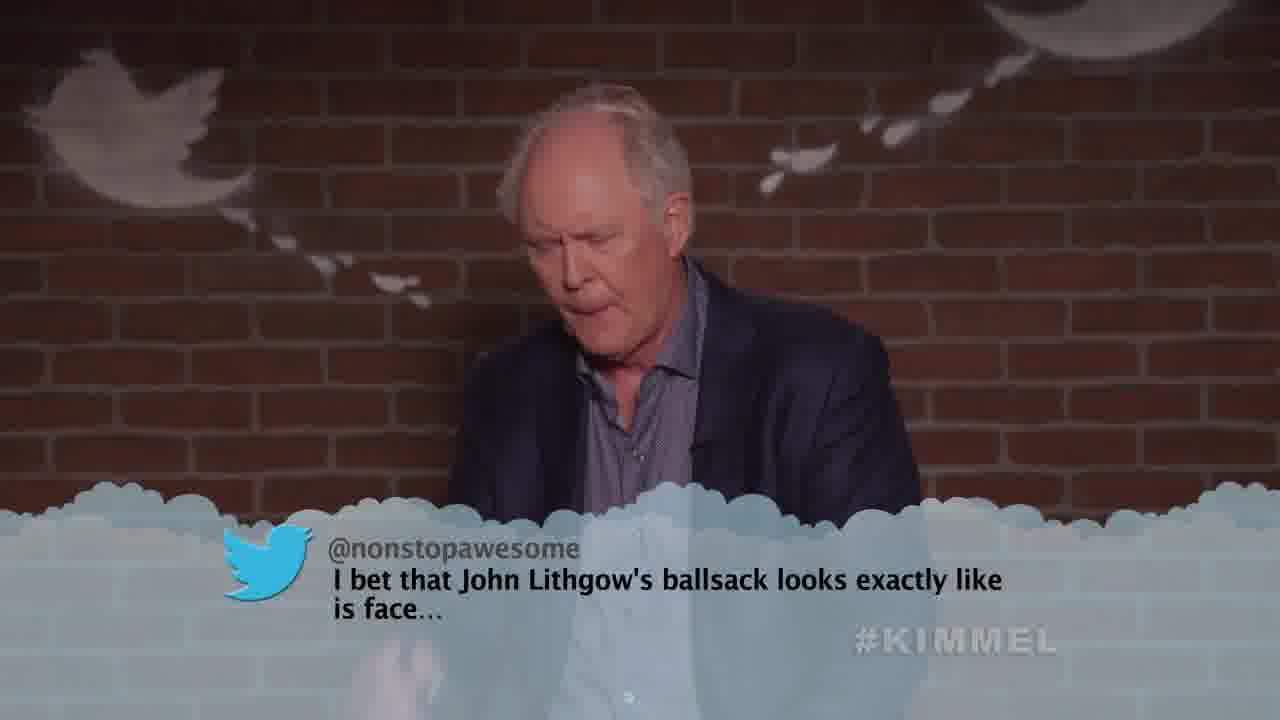 @nonstopawesome
I bet that John Lithgow's ballsack looks exactly like
is face...
#KIMMEL